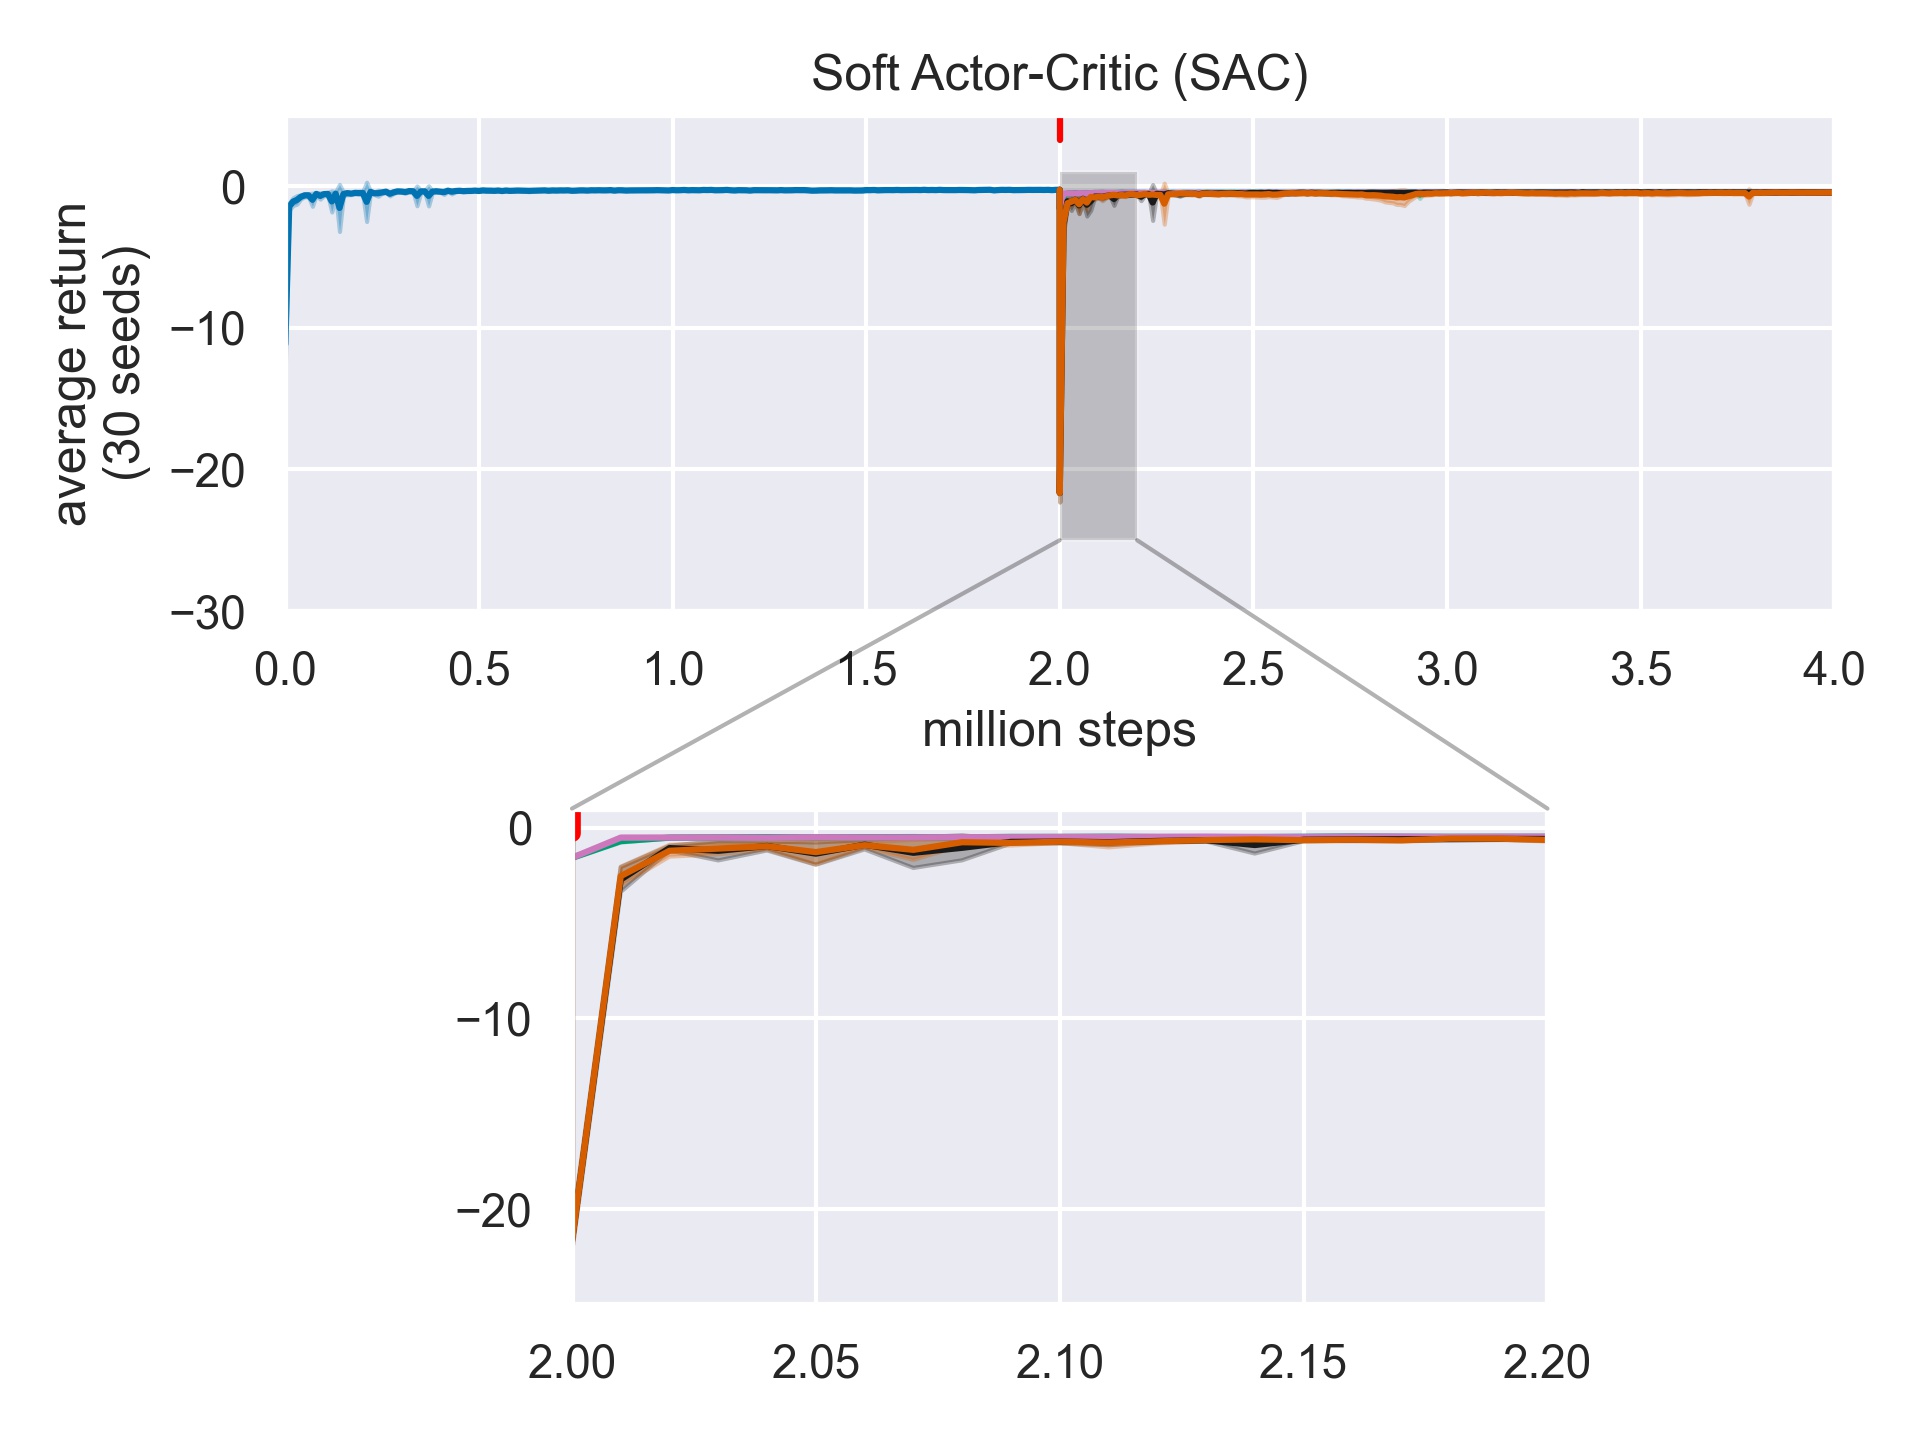 Soft Actor-Critic (SAC)
average return
(30 seeds)
0
−10
−20
−30
0.0 0.5 1.0 1.5 2.0 2.5 3.0 3.5 4.0
million steps
0
−10
−20
2.00 2.05 2.10 2.15 2.20